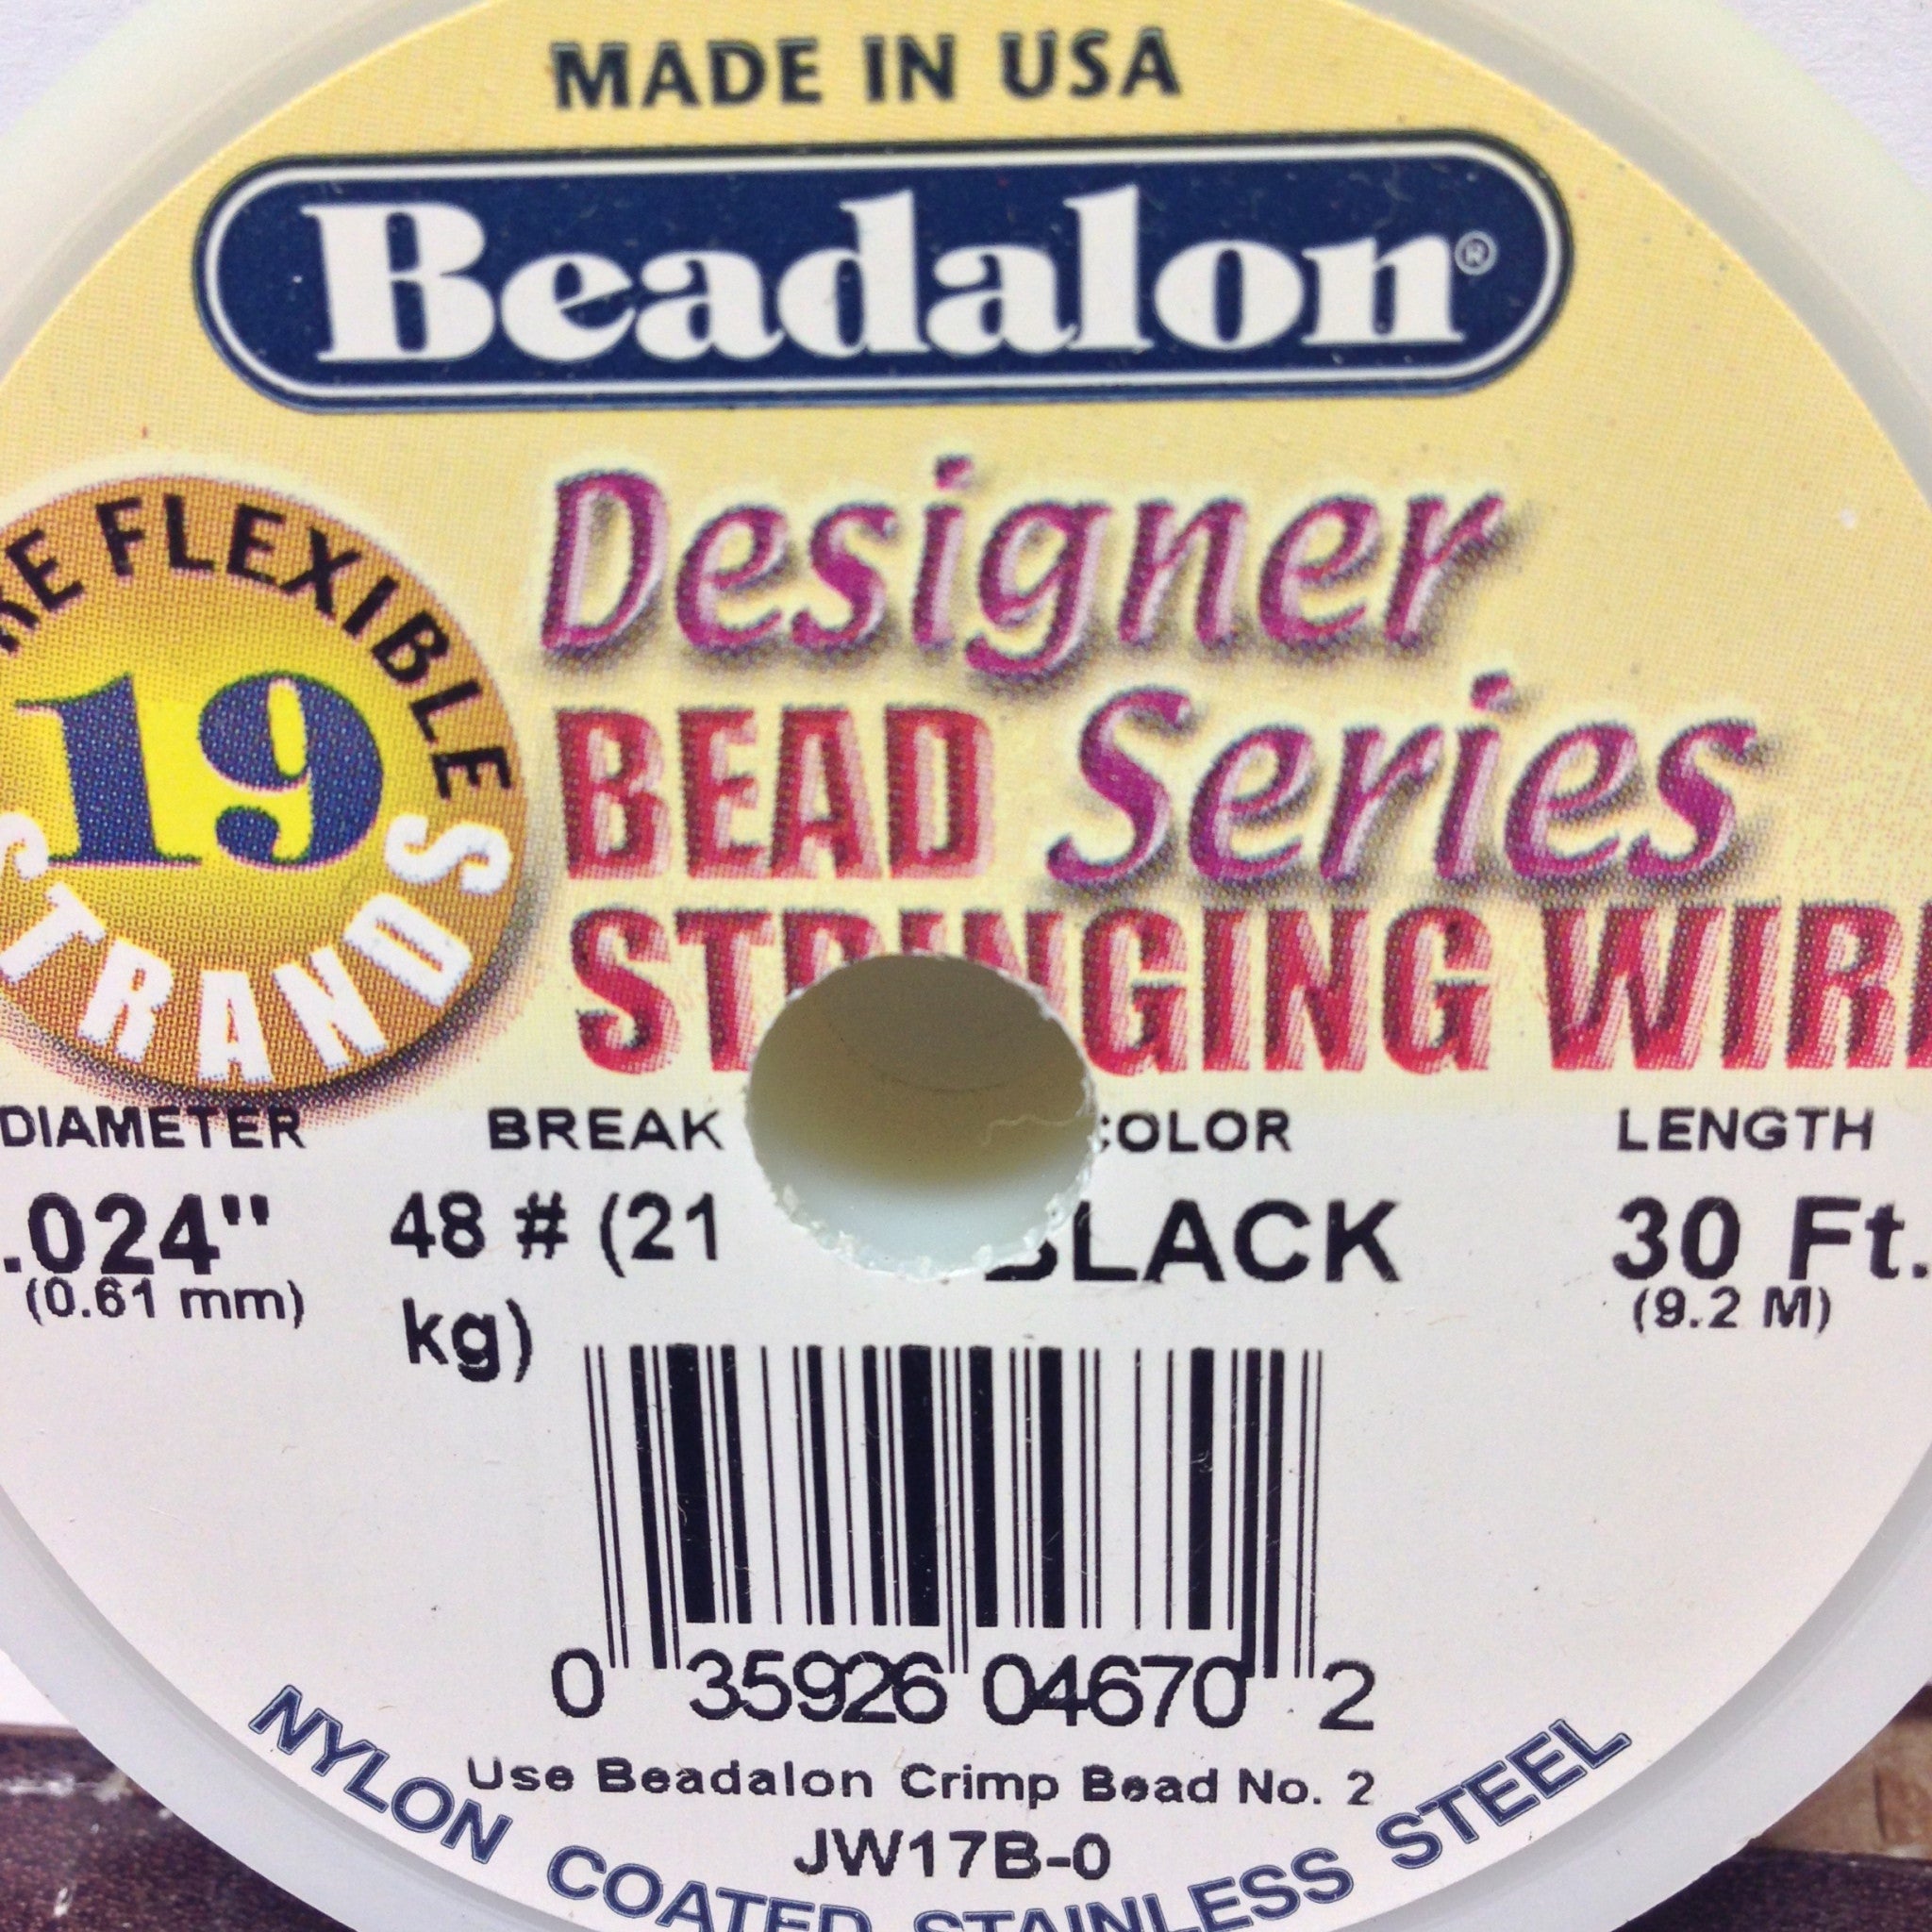 MADE IN USA
Beadalon®
FLEXIBLE
19
STRANDS
Designer
BEAD Series
STRINGING WIRE
DIAMETER BREAK COLOR LENGTH
.024" 48 # (21 BLACK 30 Ft.
(0.61 mm) kg) (9.2 M)
0 35926 04670 2
Use Beadalon Crimp Bead No. 2
JW17B-0
NYLON COATED STAINLESS STEEL